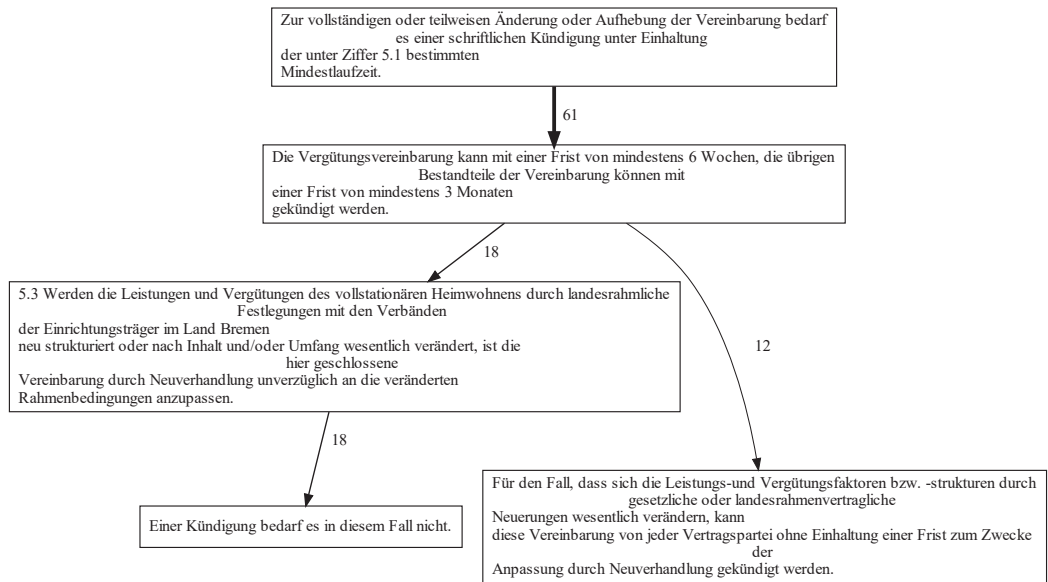 Zur vollständigen oder teilweisen Änderung oder Aufhebung der Vereinbarung bedarf
es einer schriftlichen Kündigung unter Einhaltung
der unter Ziffer 5.1 bestimmten
Mindestlaufzeit.
61
Die Vergütungsvereinbarung kann mit einer Frist von mindestens 6 Wochen, die übrigen
Bestandteile der Vereinbarung können mit
einer Frist von mindestens 3 Monaten
gekündigt werden.
18
12
5.3 Werden die Leistungen und Vergütungen des vollstationären Heimwohnens durch landesrahmliche
Festlegungen mit den Verbänden
der Einrichtungsträger im Land Bremen
neu strukturiert oder nach Inhalt und/oder Umfang wesentlich verändert, ist die
hier geschlossene
Vereinbarung durch Neuverhandlung unverzüglich an die veränderten
Rahmenbedingungen anzupassen.
18
Einer Kündigung bedarf es in diesem Fall nicht.
Für den Fall, dass sich die Leistungs-und Vergütungsfaktoren bzw. -strukturen durch
gesetzliche oder landesrahmenvertragliche
Neuerungen wesentlich verändern, kann
diese Vereinbarung von jeder Vertragspartei ohne Einhaltung einer Frist zum Zwecke
der
Anpassung durch Neuverhandlung gekündigt werden.